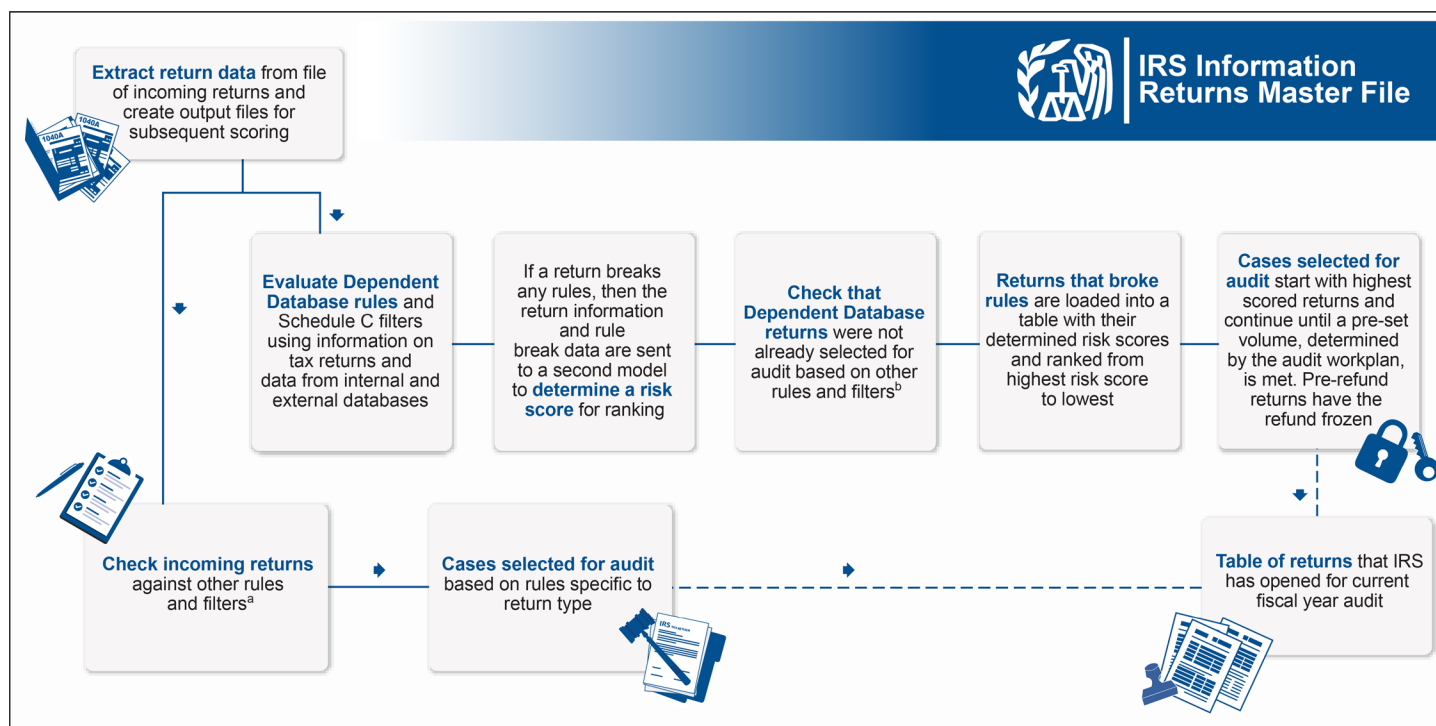 IRS Information
Returns Master File
Extract return data from file
of incoming returns and
create output files for
subsequent scoring
1040A
1040A
Evaluate Dependent
Database rules and
Schedule C filters
using information on
tax returns and
data from internal and
external databases
If a return breaks
any rules, then the
return information
and rule
break data are sent
to a second model
to determine a risk
score for ranking
Check that
Dependent Database
returns were not
already selected for
audit based on other
rules and filtersᵇ
Returns that broke
rules are loaded into a
table with their
determined risk scores
and ranked from
highest risk score
to lowest
Cases selected for
audit start with highest
scored returns and
continue until a pre-set
volume, determined
by the audit workplan,
is met. Pre-refund
returns have the
refund frozen
Check incoming returns
against other rules
and filtersᵃ
Cases selected for audit
based on rules specific to
return type
IRS TAX RETURN
Table of returns that IRS
has opened for current
fiscal year audit